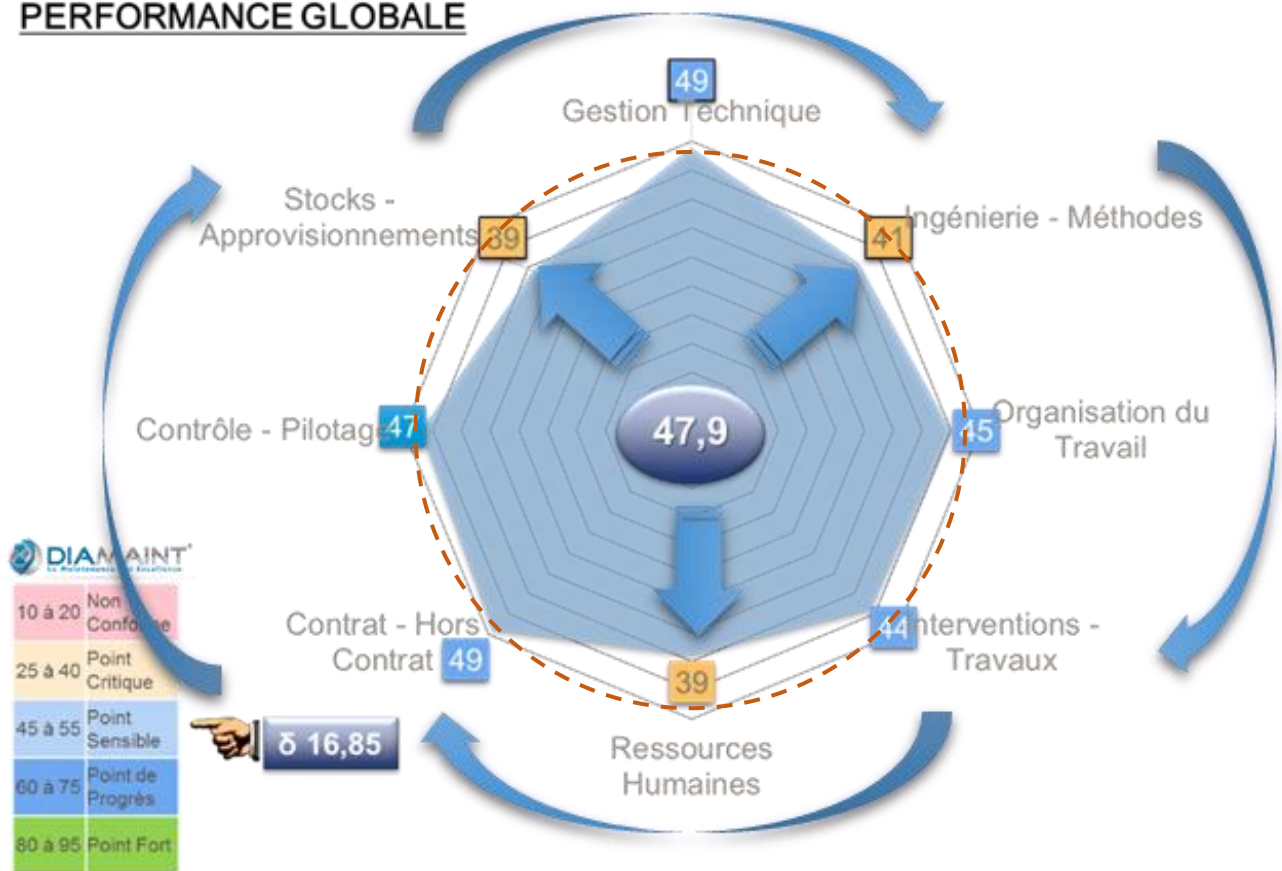 PERFORMANCE GLOBALE
49
Gestion Technique
Stocks -
Approvisionnements
39
41
Ingénierie - Méthodes
Contrôle - Pilotage
47
47,9
45
Organisation du
Travail
DIAMAINT
10 à 20 Non
Conforme
25 à 40 Point
Critique
45 à 55 Point
Sensible
60 à 75 Point de
Progrès
80 à 95 Point Fort
δ 16,85
Contrat - Hors
Contrat
49
39
Ressources
Humaines
44
Interventions -
Travaux